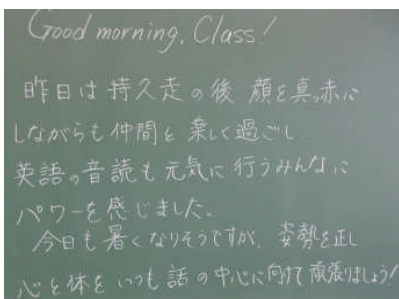 Good morning, Class!
昨日は持久走の後 顔を真っ赤に
しながらも仲間と楽しく過ごし
英語の音読も元気に行うみんなに
パワーを感じました。
今日も暑くなりそうですが、姿勢を正し
心と体をいつも話の中心に向けて頑張りましょう!